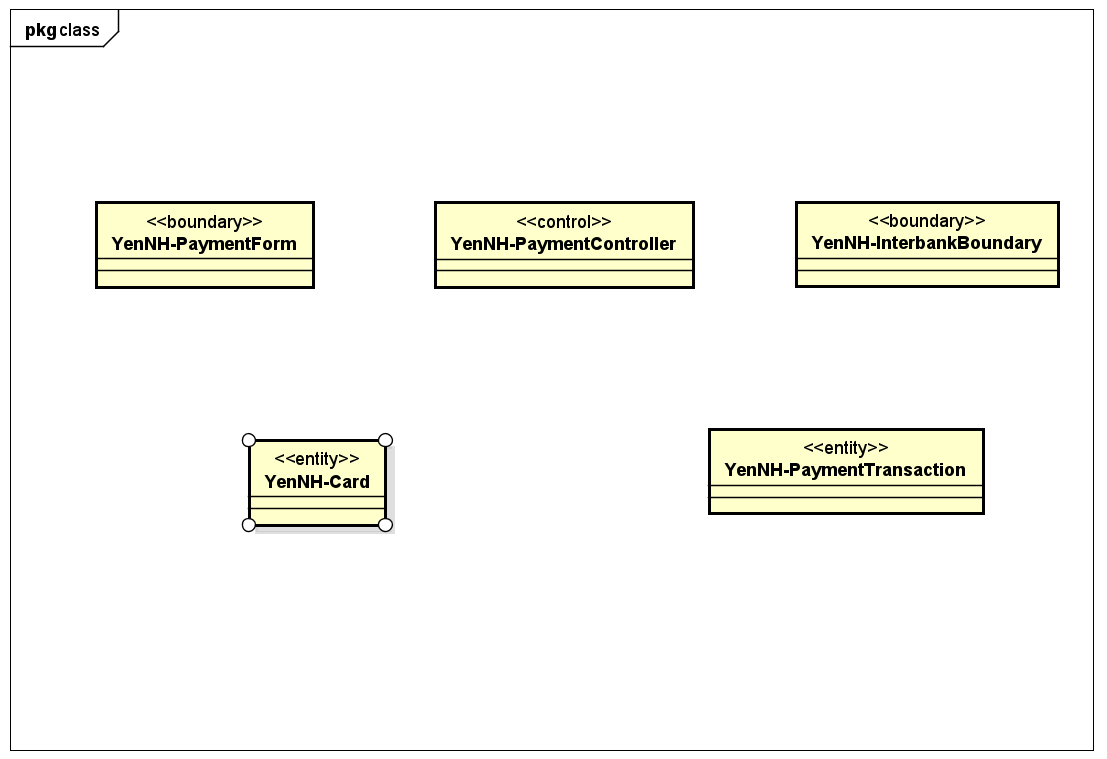 pkg class
<<boundary>>
YenNH-PaymentForm
<<control>>
YenNH-PaymentController
<<boundary>>
YenNH-InterbankBoundary
<<entity>>
YenNH-Card
<<entity>>
YenNH-PaymentTransaction